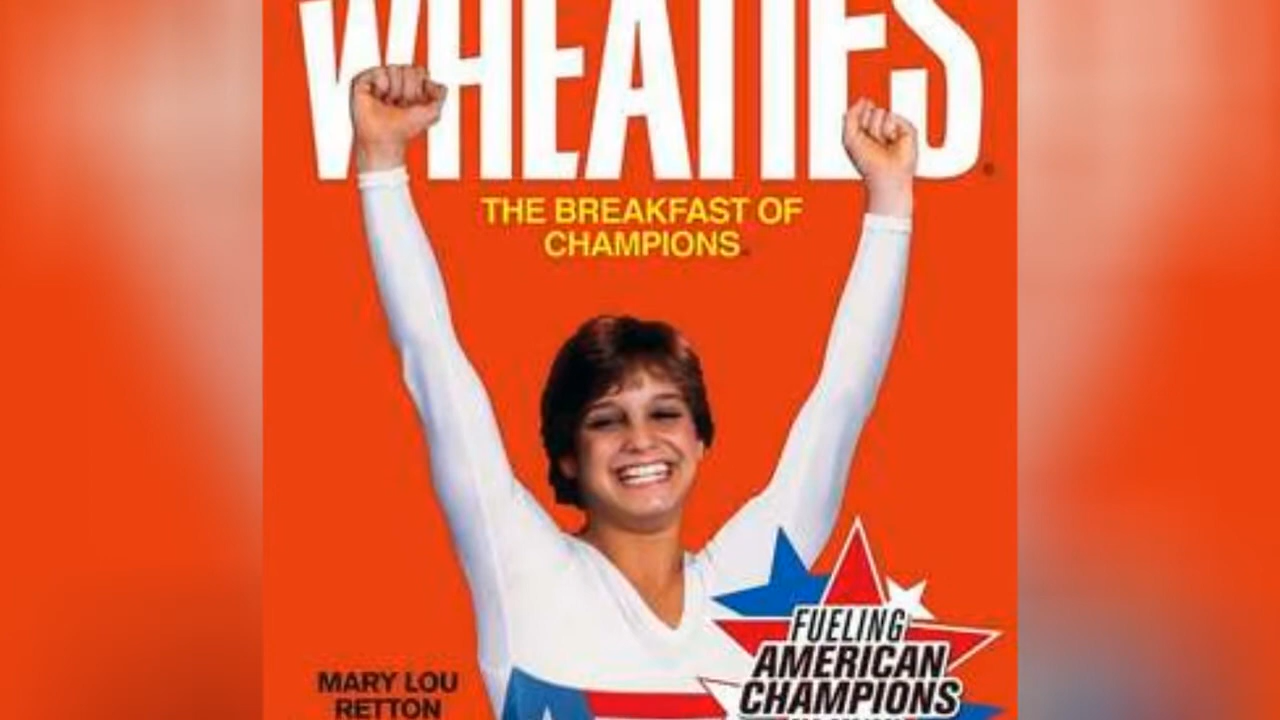 WHEATIES
THE BREAKFAST OF
CHAMPIONS
MARY LOU
RETTON
FUELING
AMERICAN
CHAMPIONS